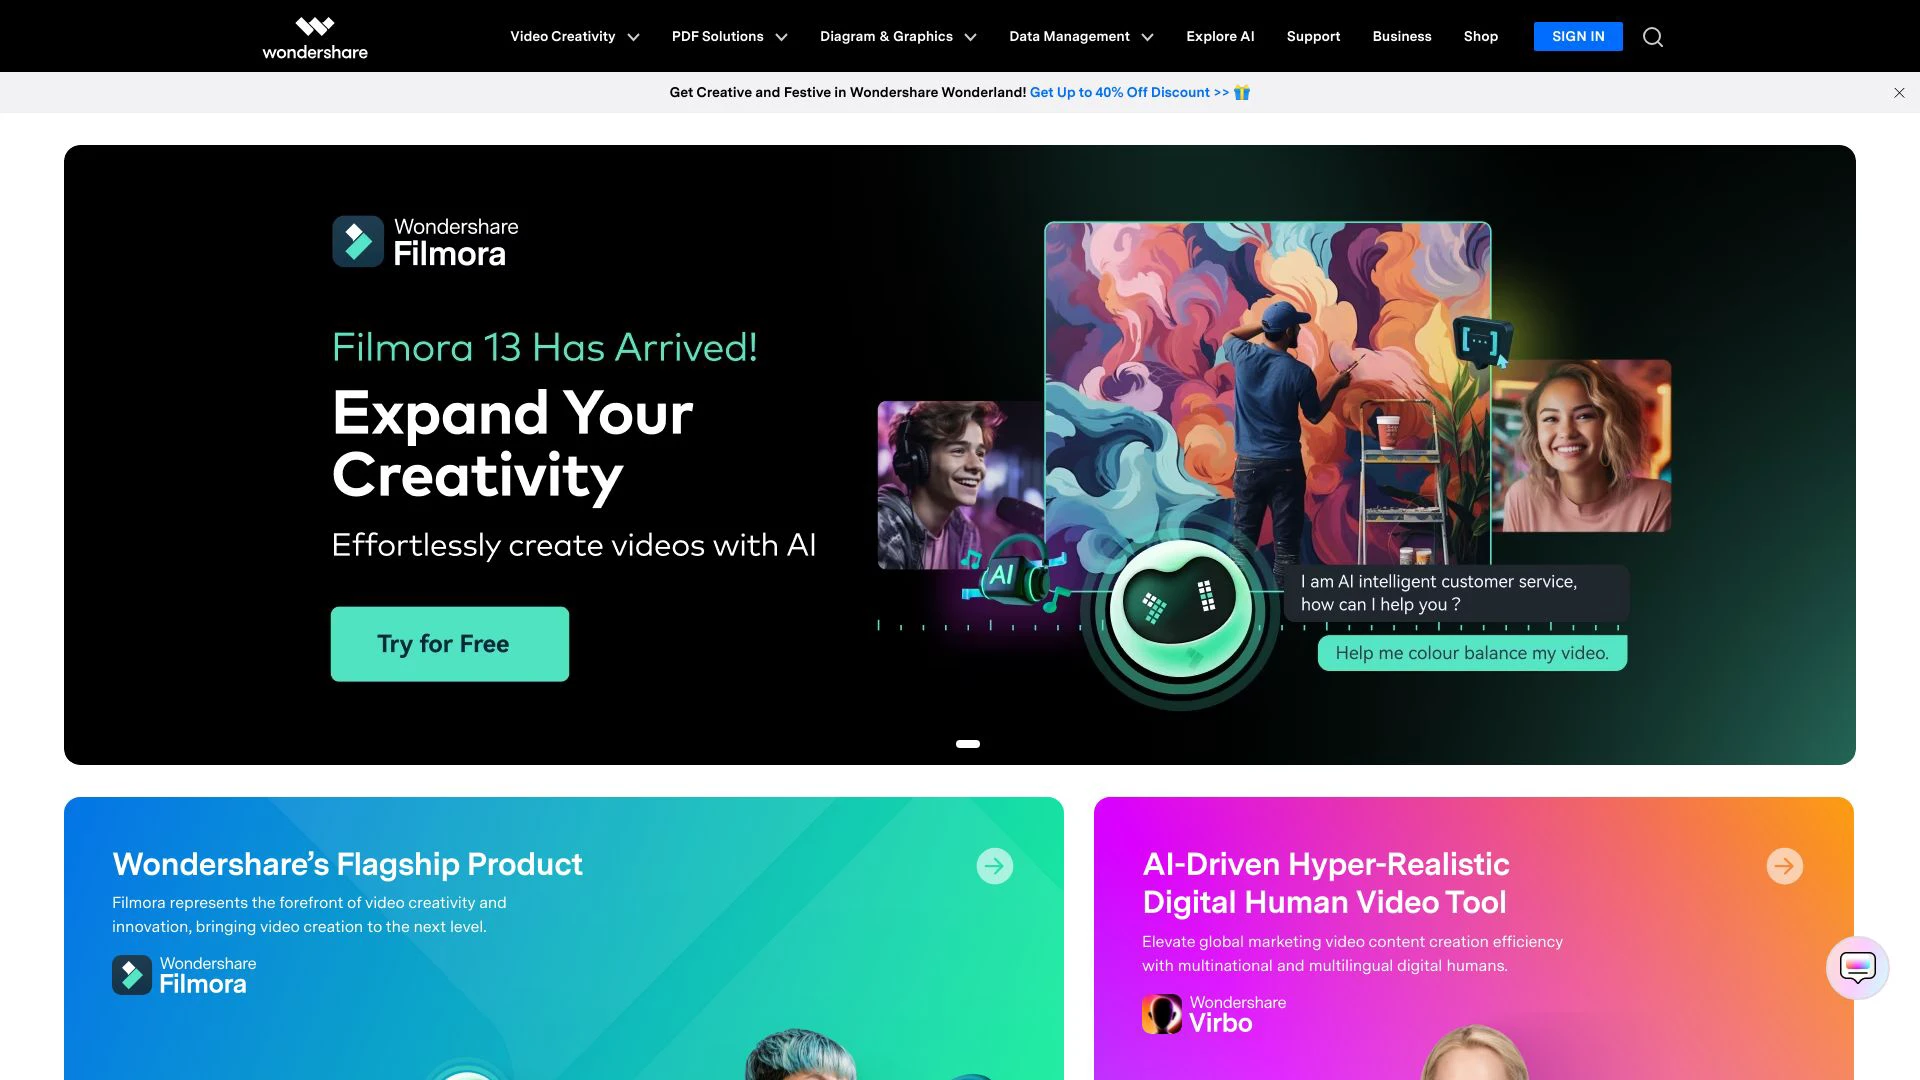 wondershare
Video Creativity
PDF Solutions
Diagram & Graphics
Data Management
Explore AI
Support
Business
Shop
SIGN IN
Get Creative and Festive in Wondershare Wonderland! Get Up to 40% Off Discount >>
Wondershare
Filmora
Filmora 13 Has Arrived!
Expand Your
Creativity
Effortlessly create videos with AI
Try for Free
AI
I am AI intelligent customer service,
how can I help you ?
Help me colour balance my video.
Wondershare’s Flagship Product
Filmora represents the forefront of video creativity and
innovation, bringing video creation to the next level.
Wondershare
Filmora
AI-Driven Hyper-Realistic
Digital Human Video Tool
Elevate global marketing video content creation efficiency
with multinational and multilingual digital humans.
Wondershare
Virbo